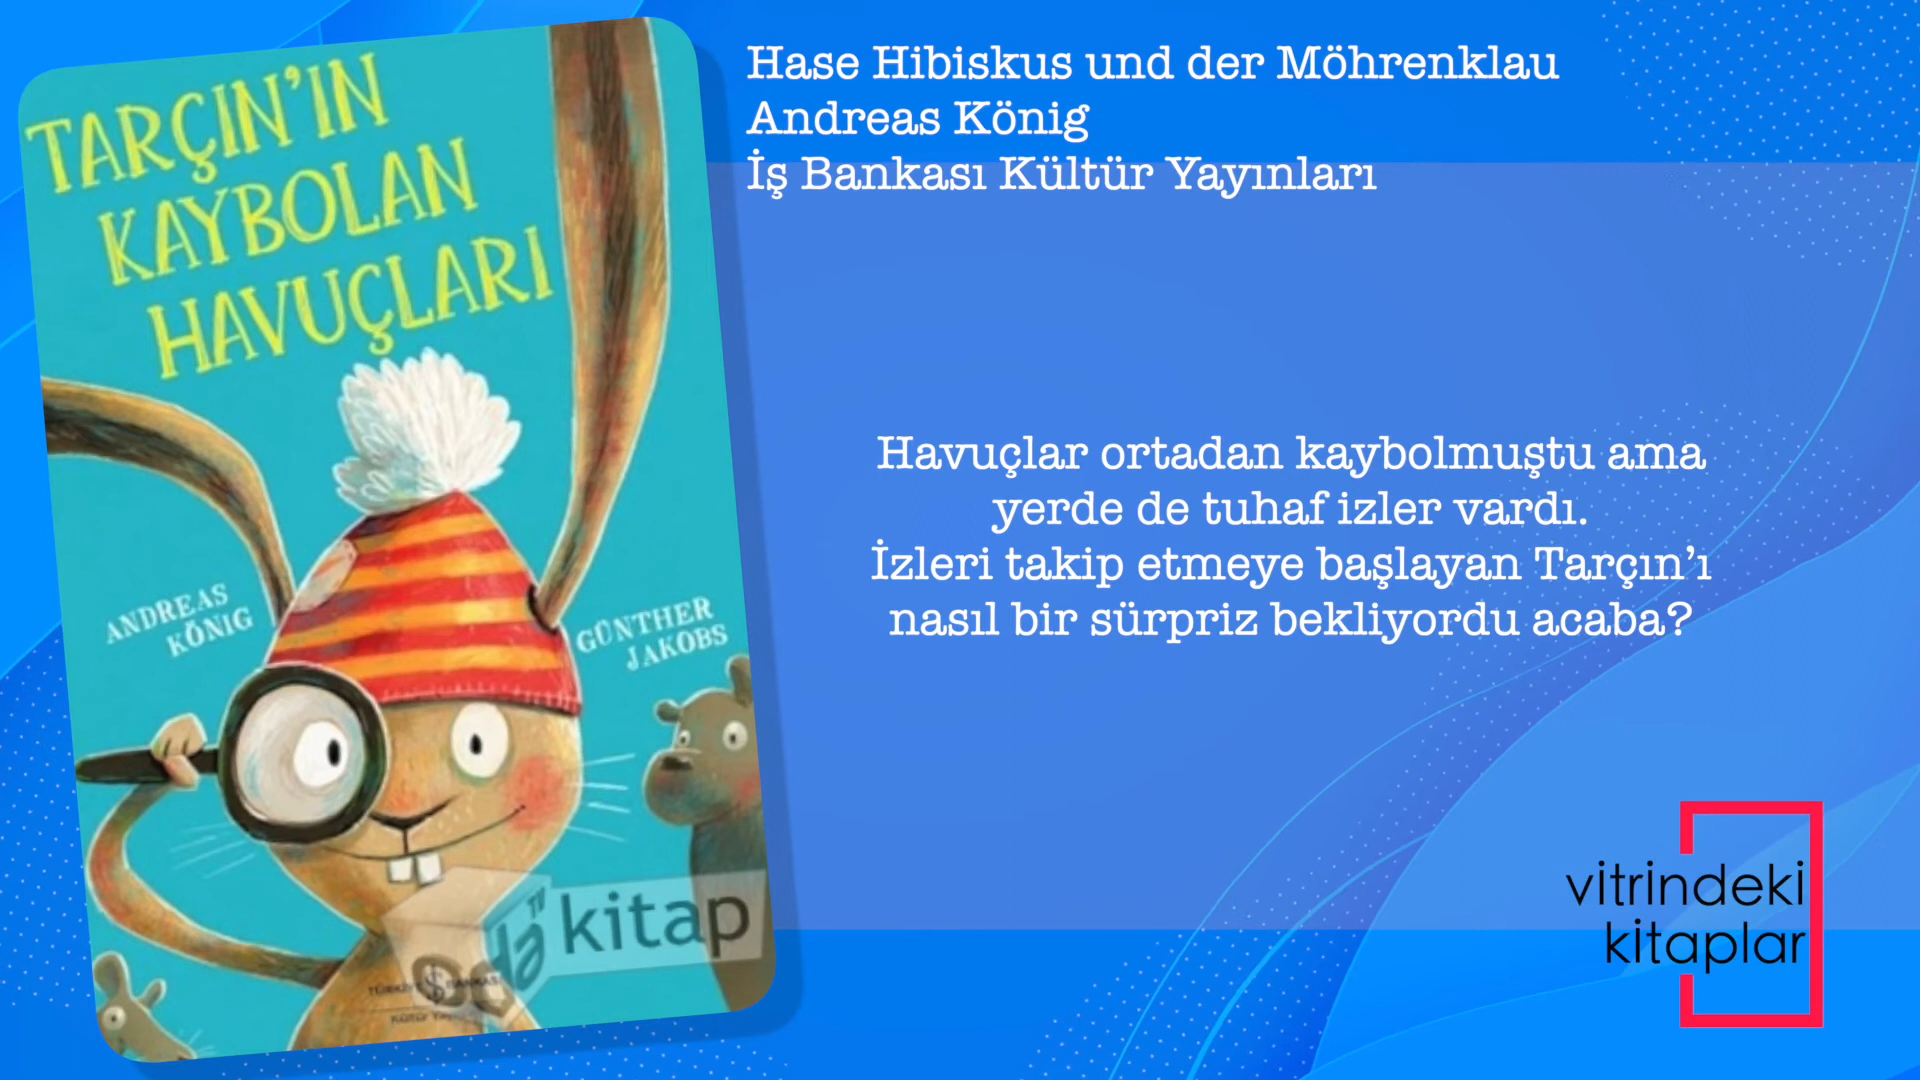 TARÇIN'IN
KAYBOLAN
HAVUÇLARI
ANDREAS
KÖNIG
GÜNTHER
JAKOBS
Hase Hibiskus und der Möhrenklau
Andreas König
İş Bankası Kültür Yayınları
Havuçlar ortadan kaybolmuştu ama
yerde de tuhaf izler vardı.
İzleri takip etmeye başlayan Tarçın’ı
nasıl bir sürpriz bekliyordu acaba?
Oda TV kitap
vitrindeki
kitaplar